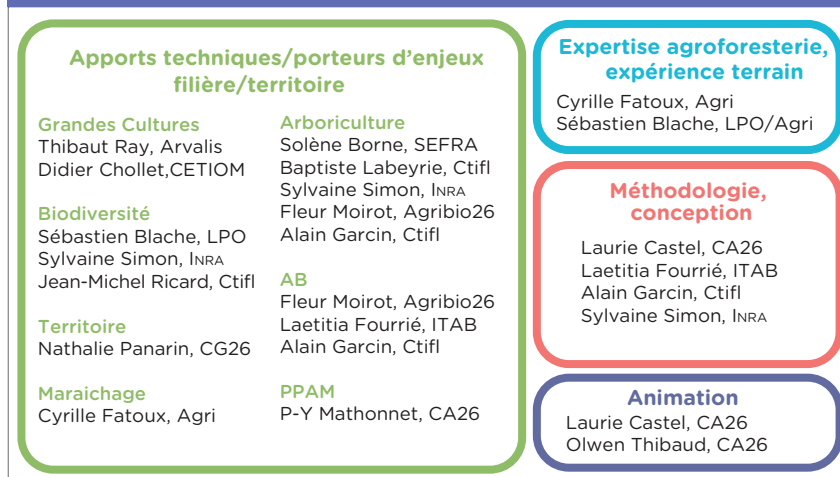 Apports techniques/porteurs d'enjeux
filière/territoire
Grandes Cultures
Thibaut Ray, Arvalis
Didier Chollet,CETIOM
Biodiversité
Sébastien Blache, LPO
Sylvaine Simon, INRA
Jean-Michel Ricard, Ctifl
Territoire
Nathalie Panarin, CG26
Maraichage
Cyrille Fatoux, Agri
Arboriculture
Solène Borne, SEFRA
Baptiste Labeyrie, Ctifl
Sylvaine Simon, INRA
Fleur Moirot, Agribio26
Alain Garcin, Ctifl
AB
Fleur Moirot, Agribio26
Laetitia Fourrié, ITAB
Alain Garcin, Ctifl
PPAM
P-Y Mathonnet, CA26
Expertise agroforesterie,
expérience terrain
Cyrille Fatoux, Agri
Sébastien Blache, LPO/Agri
Méthodologie,
conception
Laurie Castel, CA26
Laetitia Fourrié, ITAB
Alain Garcin, Ctifl
Sylvaine Simon, INRA
Animation
Laurie Castel, CA26
Olwen Thibaud, CA26